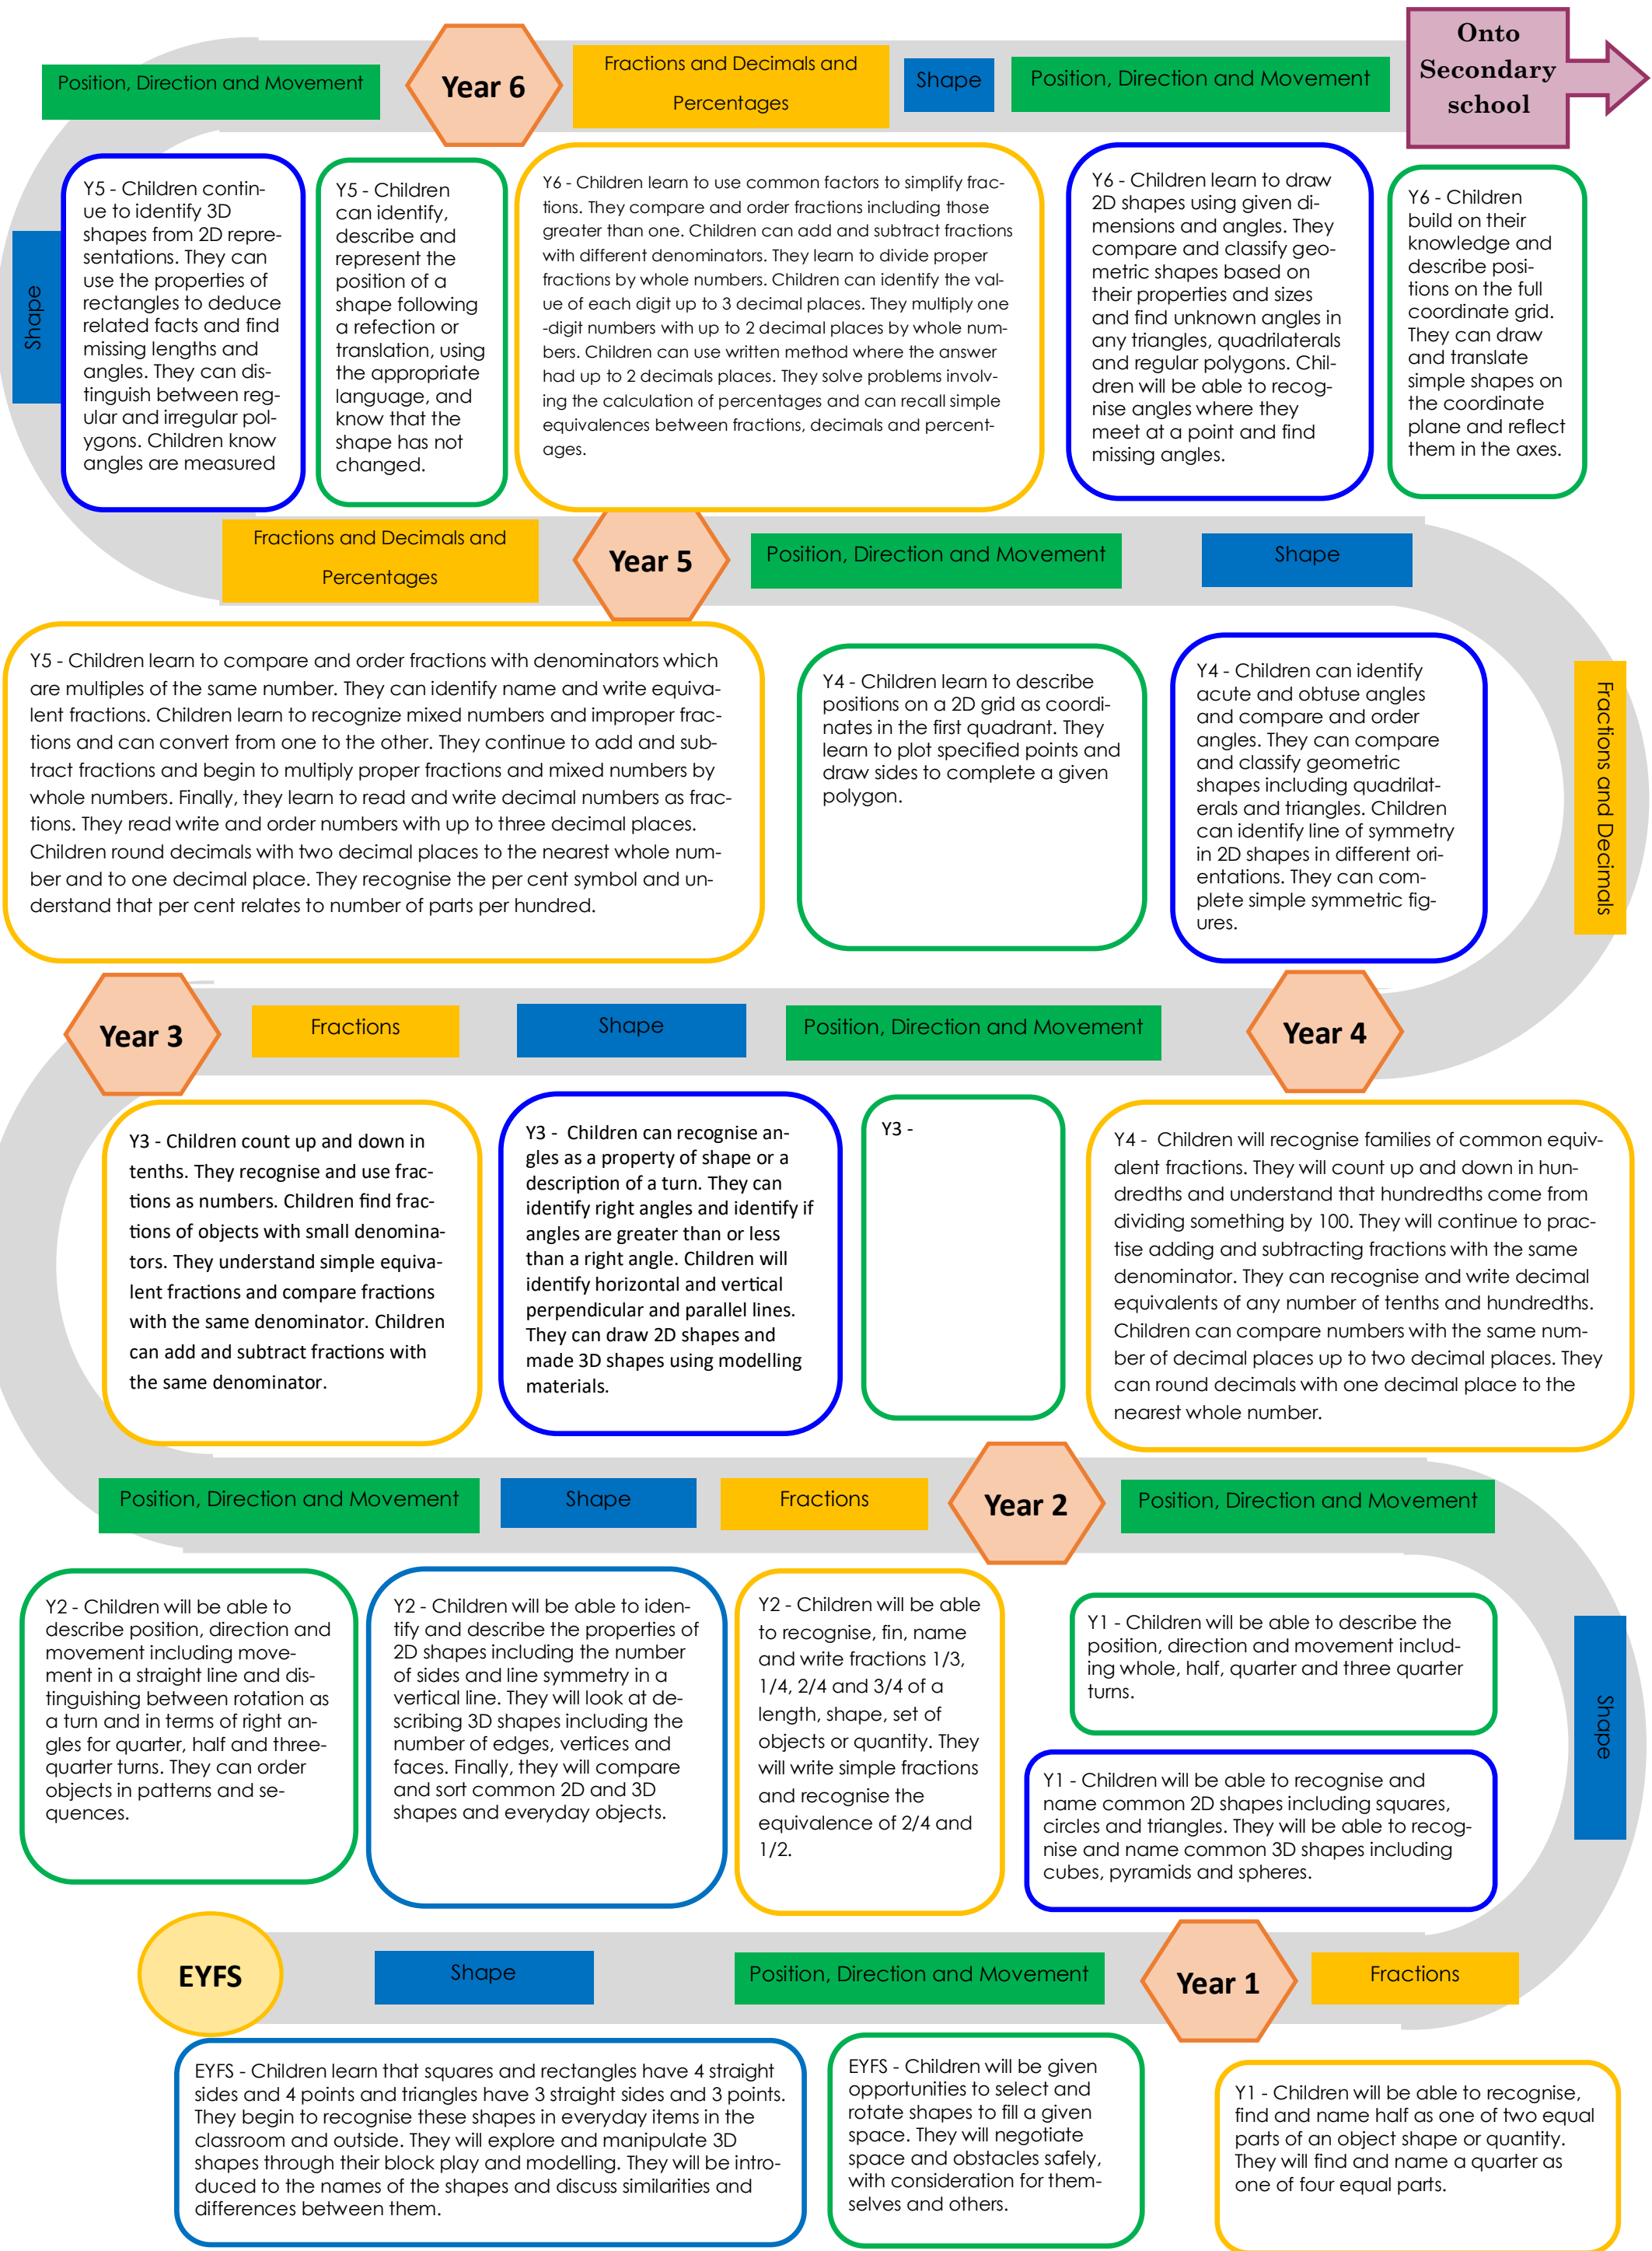 Position, Direction and Movement
Year 6
Fractions and Decimals and
Percentages
Shape
Position, Direction and Movement
Onto
Secondary
school
Shape
Y5 - Children contin-
ue to identify 3D
shapes from 2D repre-
sentations. They can
use the properties of
rectangles to deduce
related facts and find
missing lengths and
angles. They can dis-
tinguish between reg-
ular and irregular pol-
ygons. Children know
angles are measured
Y5 - Children
can identify,
describe and
represent the
position of a
shape following
a refection or
translation, using
the appropriate
language, and
know that the
shape has not
changed.
Y6 - Children learn to use common factors to simplify frac-
tions. They compare and order fractions including those
greater than one. Children can add and subtract fractions
with different denominators. They learn to divide proper
fractions by whole numbers. Children can identify the val-
ue of each digit up to 3 decimal places. They multiply one
-digit numbers with up to 2 decimal places by whole num-
bers. Children can use written method where the answer
had up to 2 decimals places. They solve problems involv-
ing the calculation of percentages and can recall simple
equivalences between fractions, decimals and percent-
ages.
Y6 - Children learn to draw
2D shapes using given di-
mensions and angles. They
compare and classify geo-
metric shapes based on
their properties and sizes
and find unknown angles in
any triangles, quadrilaterals
and regular polygons. Chil-
dren will be able to recog-
nise angles where they
meet at a point and find
missing angles.
Y6 - Children
build on their
knowledge and
describe posi-
tions on the full
coordinate grid.
They can draw
and translate
simple shapes on
the coordinate
plane and reflect
them in the axes.
Fractions and Decimals and
Percentages
Year 5
Position, Direction and Movement
Shape
Y5 - Children learn to compare and order fractions with denominators which
are multiples of the same number. They can identify name and write equiva-
lent fractions. Children learn to recognize mixed numbers and improper frac-
tions and can convert from one to the other. They continue to add and sub-
tract fractions and begin to multiply proper fractions and mixed numbers by
whole numbers. Finally, they learn to read and write decimal numbers as frac-
tions. They read write and order numbers with up to three decimal places.
Children round decimals with two decimal places to the nearest whole num-
ber and to one decimal place. They recognise the per cent symbol and un-
derstand that per cent relates to number of parts per hundred.
Y4 - Children learn to describe
positions on a 2D grid as coordi-
nates in the first quadrant. They
learn to plot specified points and
draw sides to complete a given
polygon.
Y4 - Children can identify
acute and obtuse angles
and compare and order
angles. They can compare
and classify geometric
shapes including quadrilat-
erals and triangles. Children
can identify line of symmetry
in 2D shapes in different ori-
entations. They can com-
plete simple symmetric fig-
ures.
Fractions and Decimals
Year 3
Fractions
Shape
Position, Direction and Movement
Year 4
Y3 - Children count up and down in
tenths. They recognise and use frac-
tions as numbers. Children find frac-
tions of objects with small denomina-
tors. They understand simple equiva-
lent fractions and compare fractions
with the same denominator. Children
can add and subtract fractions with
the same denominator.
Y3 -  Children can recognise an-
gles as a property of shape or a
description of a turn. They can
identify right angles and identify if
angles are greater than or less
than a right angle. Children will
identify horizontal and vertical
perpendicular and parallel lines.
They can draw 2D shapes and
made 3D shapes using modelling
materials.
Y3 -
Y4 -  Children will recognise families of common equiv-
alent fractions. They will count up and down in hun-
dredths and understand that hundredths come from
dividing something by 100. They will continue to prac-
tise adding and subtracting fractions with the same
denominator. They can recognise and write decimal
equivalents of any number of tenths and hundredths.
Children can compare numbers with the same num-
ber of decimal places up to two decimal places. They
can round decimals with one decimal place to the
nearest whole number.
Position, Direction and Movement
Shape
Fractions
Year 2
Position, Direction and Movement
Y2 - Children will be able to
describe position, direction and
movement including move-
ment in a straight line and dis-
tinguishing between rotation as
a turn and in terms of right an-
gles for quarter, half and three-
quarter turns. They can order
objects in patterns and se-
quences.
Y2 - Children will be able to iden-
tify and describe the properties of
2D shapes including the number
of sides and line symmetry in a
vertical line. They will look at de-
scribing 3D shapes including the
number of edges, vertices and
faces. Finally, they will compare
and sort common 2D and 3D
shapes and everyday objects.
Y2 - Children will be able
to recognise, fin, name
and write fractions 1/3,
1/4, 2/4 and 3/4 of a
length, shape, set of
objects or quantity. They
will write simple fractions
and recognise the
equivalence of 2/4 and
1/2.
Y1 - Children will be able to describe the
position, direction and movement includ-
ing whole, half, quarter and three quarter
turns.
Y1 - Children will be able to recognise and
name common 2D shapes including squares,
circles and triangles. They will be able to recog-
nise and name common 3D shapes including
cubes, pyramids and spheres.
Shape
EYFS
Shape
Position, Direction and Movement
Year 1
Fractions
EYFS - Children learn that squares and rectangles have 4 straight
sides and 4 points and triangles have 3 straight sides and 3 points.
They begin to recognise these shapes in everyday items in the
classroom and outside. They will explore and manipulate 3D
shapes through their block play and modelling. They will be intro-
duced to the names of the shapes and discuss similarities and
differences between them.
EYFS - Children will be given
opportunities to select and
rotate shapes to fill a given
space. They will negotiate
space and obstacles safely,
with consideration for them-
selves and others.
Y1 - Children will be able to recognise,
find and name half as one of two equal
parts of an object shape or quantity.
They will find and name a quarter as
one of four equal parts.